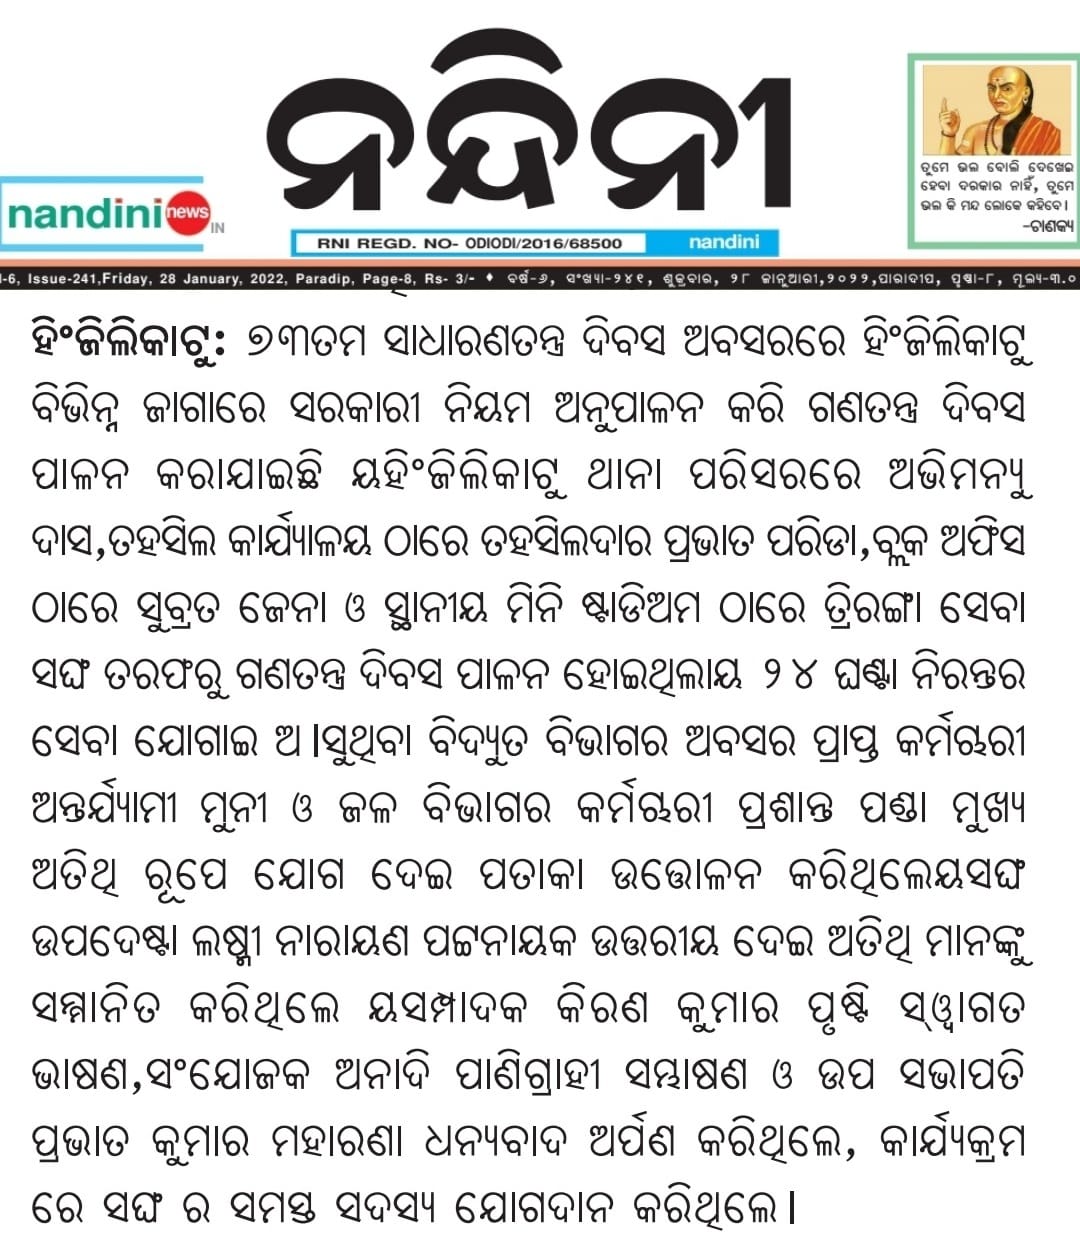 ନନ୍ଦିନୀ
nandini news IN
RNI REGD. NO- ODIODI/2016/68500 nandini
ତୁମେ ଭଲ ବୋଲି ଦେଖେଇ
ହେବା ଦରକାର ନାହିଁ, ତୁମେ
ଭଲ କି ମନ୍ଦ ଲୋକେ କହିବେ।
-ଚାଣକ୍ୟ
-6, Issue-241,Friday, 28 January, 2022, Paradip, Page-8, Rs- 3/- ♦ ବର୍ଷ-୬, ସଂଖ୍ୟା-୨୪୧, ଶୁକ୍ରବାର, ୨୮ ଜାନୁଆରୀ,୨୦୨୨,ପାରାଦୀପ, ପୃଷ୍ଠା-୮, ମୂଲ୍ୟ-୩.୦
ହିଂଜିଲିକାଟୁ: ୭୩ତମ ସାଧାରଣତନ୍ତ୍ର ଦିବସ ଅବସରରେ ହିଂଜିଲିକାଟୁ
ବିଭିନ୍ନ ଜାଗାରେ ସରକାରୀ ନିୟମ ଅନୁପାଳନ କରି ଗଣତନ୍ତ୍ର ଦିବସ
ପାଳନ କରାଯାଇଛି ୟହିଂଜିଲିକାଟୁ ଥାନା ପରିସରରେ ଅଭିମନ୍ୟୁ
ଦାସ,ତହସିଲ କାର୍ଯ୍ୟାଳୟ ଠାରେ ତହସିଲଦାର ପ୍ରଭାତ ପରିଡା,ବ୍ଲକ ଅଫିସ
ଠାରେ ସୁବ୍ରତ ଜେନା ଓ ସ୍ଥାନୀୟ ମିନି ଷ୍ଟାଡିଅମ ଠାରେ ତ୍ରିରଙ୍ଗା ସେବା
ସଙ୍ଘ ତରଫରୁ ଗଣତନ୍ତ୍ର ଦିବସ ପାଳନ ହୋଇଥିଲାୟ ୨୪ ଘଣ୍ଟା ନିରନ୍ତର
ସେବା ଯୋଗାଇ ଅ|ସୁଥିବା ବିଦ୍ୟୁତ ବିଭାଗର ଅବସର ପ୍ରାପ୍ତ କର୍ମଚାରୀ
ଅନ୍ତର୍ଯ୍ୟାମୀ ମୁନୀ ଓ ଜଳ ବିଭାଗର କର୍ମଚାରୀ ପ୍ରଶାନ୍ତ ପଣ୍ଡା ମୁଖ୍ୟ
ଅତିଥି ରୂପେ ଯୋଗ ଦେଇ ପତାକା ଉତ୍ତୋଳନ କରିଥିଲେୟସଙ୍ଘ
ଉପଦେଷ୍ଟା ଲଷ୍ମୀ ନାରାୟଣ ପଟ୍ଟନାୟକ ଉତ୍ତରୀୟ ଦେଇ ଅତିଥି ମାନଙ୍କୁ
ସମ୍ମାନିତ କରିଥିଲେ ୟସମ୍ପାଦକ କିରଣ କୁମାର ପୃଷ୍ଟି ସ୍ୱାଗତ
ଭାଷଣ,ସଂଯୋଜକ ଅନାଦି ପାଣିଗ୍ରାହୀ ସମ୍ଭାଷଣ ଓ ଉପ ସଭାପତି
ପ୍ରଭାତ କୁମାର ମହାରଣା ଧନ୍ୟବାଦ ଅର୍ପଣ କରିଥିଲେ, କାର୍ଯ୍ୟକ୍ରମ
ରେ ସଙ୍ଘ ର ସମସ୍ତ ସଦସ୍ୟ ଯୋଗଦାନ କରିଥିଲେ।